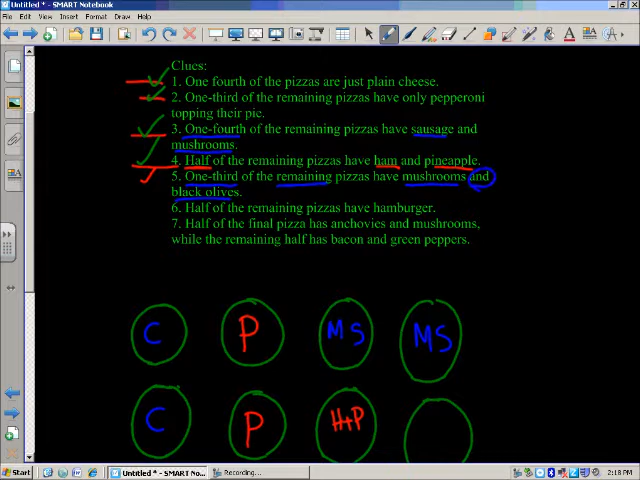 Untitled * - SMART Notebook
File Edit View Insert Format Draw Help
Clues:
1. One fourth of the pizzas are just plain cheese.
2. One-third of the remaining pizzas have only pepperoni
topping their pie.
3. One-fourth of the remaining pizzas have sausage and
mushrooms.
4. Half of the remaining pizzas have ham and pineapple.
5. One-third of the remaining pizzas have mushrooms and
black olives.
6. Half of the remaining pizzas have hamburger.
7. Half of the final pizza has anchovies and mushrooms,
while the remaining half has bacon and green peppers.
C P MS MS
C P H+P
Start Untitled * - SMART Not... Recording... 2:18 PM